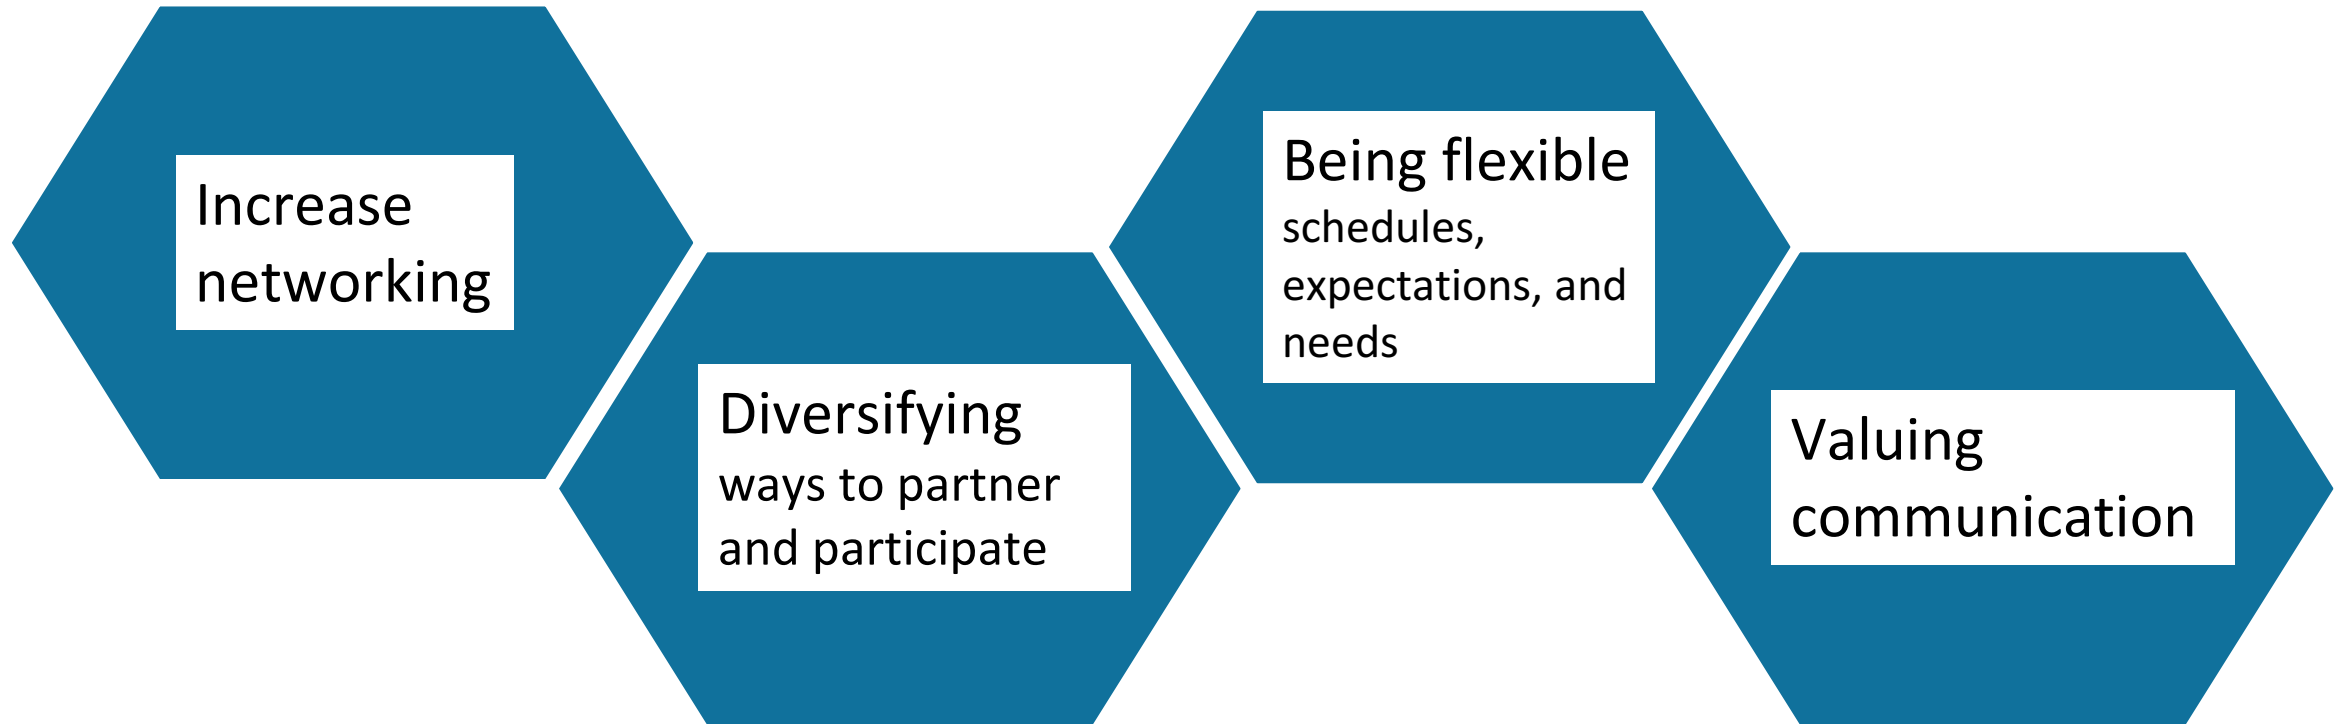 Increase
networking
Diversifying
ways to partner
and participate
Being flexible
schedules,
expectations, and
needs
Valuing
communication